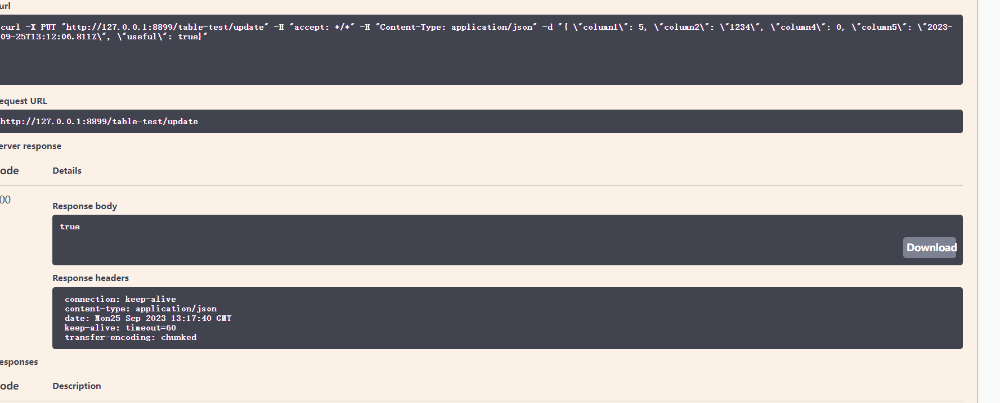 url
curl -X PUT "http://127.0.0.1:8899/table-test/update" -H "accept: */*" -H "Content-Type: application/json" -d "{ \"column1\": 5, \"column2\": \"1234\", \"column4\": 0, \"column5\": \"2023-
09-25T13:12:06.811Z\", \"useful\": true}"
equest URL
http://127.0.0.1:8899/table-test/update
erver response
ode Details
00
Response body
true
Download
Response headers
connection: keep-alive
content-type: application/json
date: Mon25 Sep 2023 13:17:40 GMT
keep-alive: timeout=60
transfer-encoding: chunked
esponses
ode Description